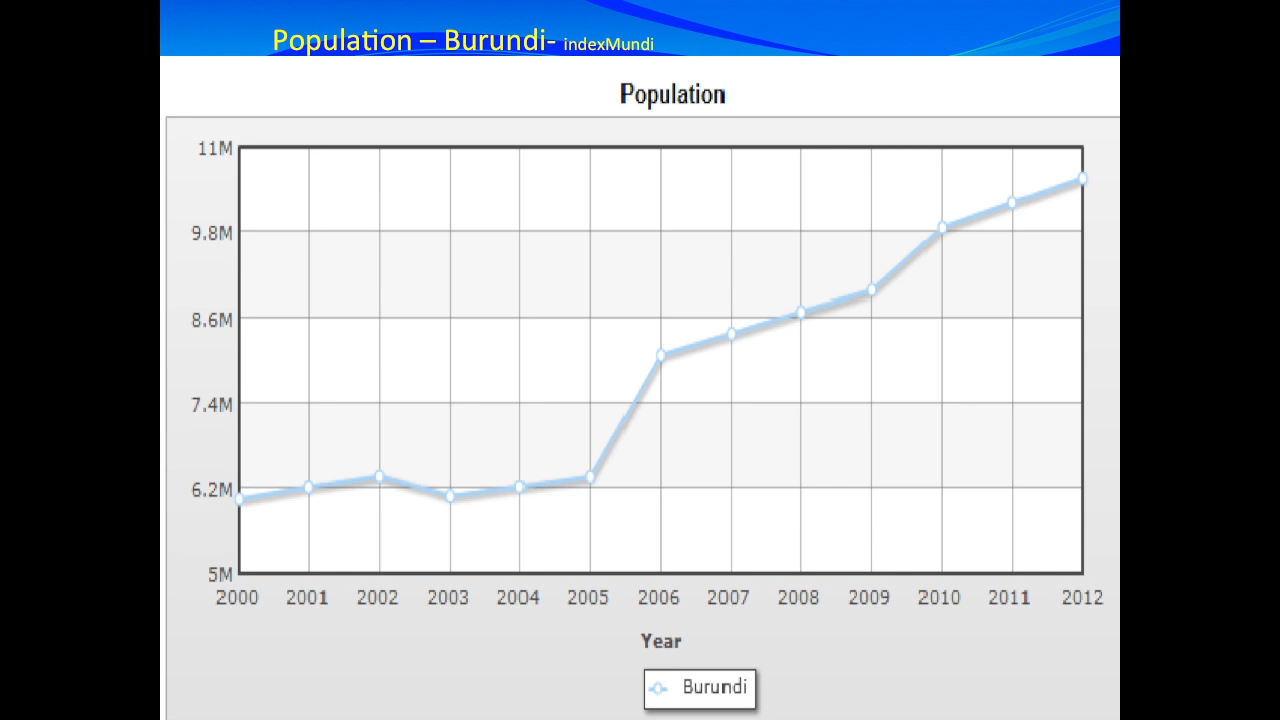 Population – Burundi- indexMundi
Population
11M
9.8M
8.6M
7.4M
6.2M
5M
2000 2001 2002 2003 2004 2005 2006 2007 2008 2009 2010 2011 2012
Year
Burundi